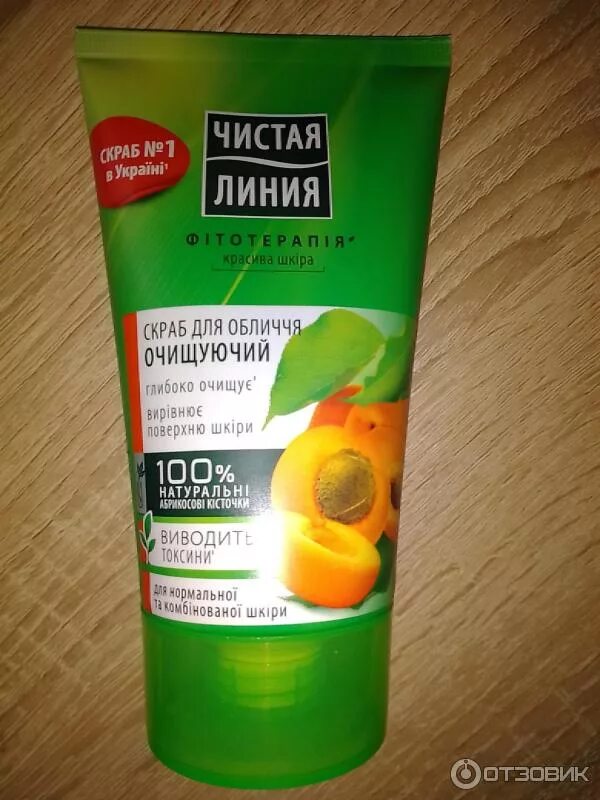 СКРАБ №1
в Україні¹
ЧИСТАЯ
ЛИНИЯ
ФІТОТЕРАПІЯ
красива шкіра
СКРАБ ДЛЯ ОБЛИЧЧЯ
ОЧИЩУЮЧИЙ
глибоко очищує
вирівнює
поверхню шкіри
100%
НАТУРАЛЬНІ
АБРИКОСОВІ КІСТОЧКИ
ВИВОДИТЬ
ТОКСИНИ
для нормальної
та комбінованої шкіри
ОТЗОВИК